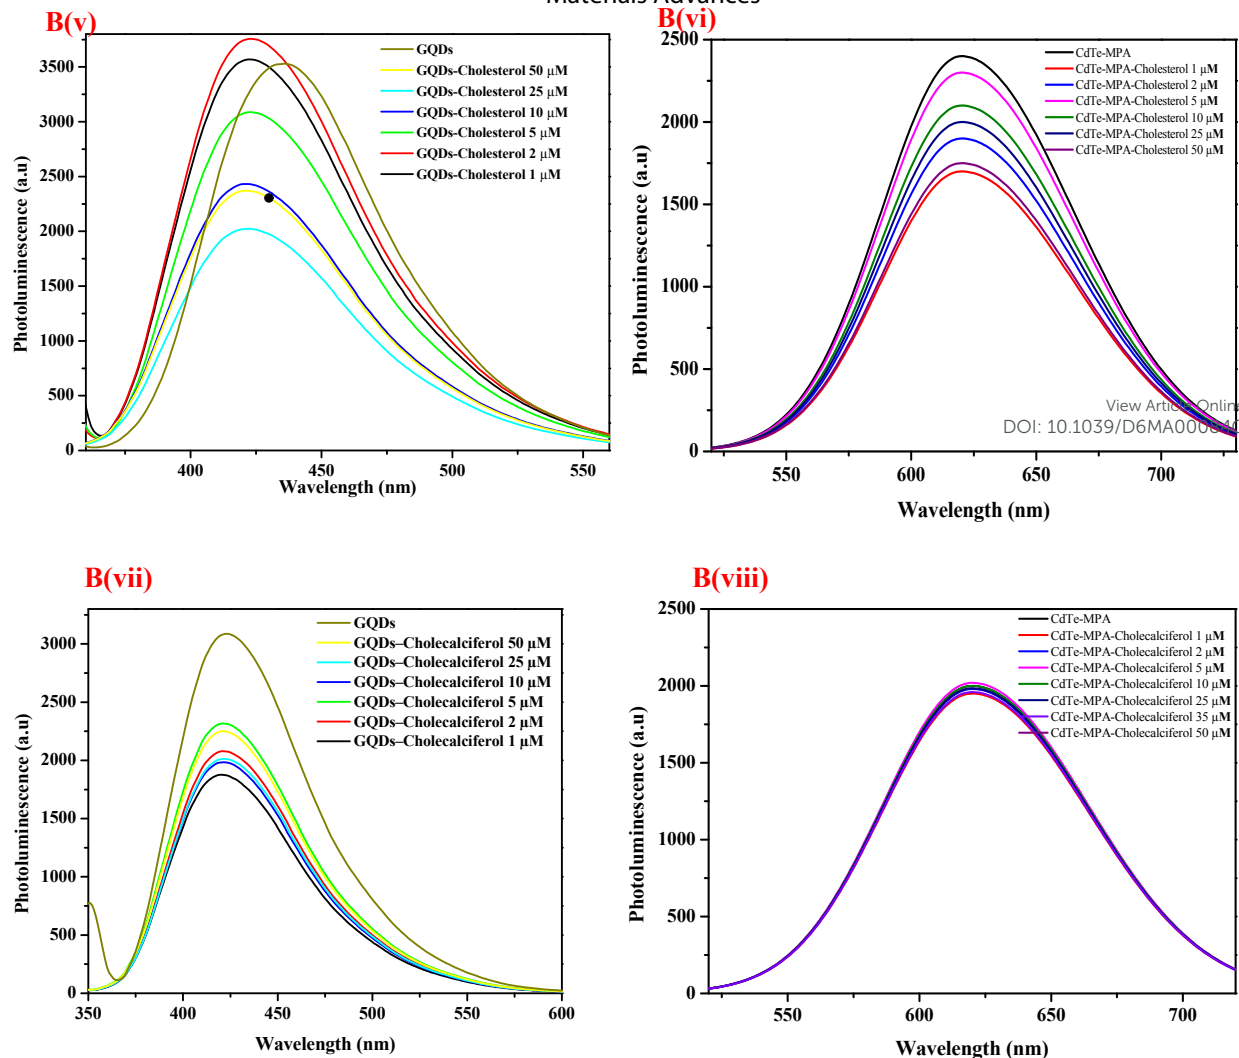 Materials Advances
B(v)
3500
3000
2500
2000
1500
1000
500
0
400
450
500
550
Photoluminescence (a.u)
Wavelength (nm)
GQDs
GQDs-Cholesterol 50 µM
GQDs-Cholesterol 25 µM
GQDs-Cholesterol 10 µM
GQDs-Cholesterol 5 µM
GQDs-Cholesterol 2 µM
GQDs-Cholesterol 1 µM
B(vi)
2500
2000
1500
1000
500
0
550
600
650
700
Photoluminescence (a.u)
Wavelength (nm)
CdTe-MPA
CdTe-MPA-Cholesterol 1 µM
CdTe-MPA-Cholesterol 2 µM
CdTe-MPA-Cholesterol 5 µM
CdTe-MPA-Cholesterol 10 µM
CdTe-MPA-Cholesterol 25 µM
CdTe-MPA-Cholesterol 50 µM
View Article Online
DOI: 10.1039/D6MA000
B(vii)
3000
2500
2000
1500
1000
500
0
350
400
450
500
550
600
Photoluminescence (a.u)
Wavelength (nm)
GQDs
GQDs–Cholecalciferol 50 µM
GQDs–Cholecalciferol 25 µM
GQDs–Cholecalciferol 10 µM
GQDs–Cholecalciferol 5 µM
GQDs–Cholecalciferol 2 µM
GQDs–Cholecalciferol 1 µM
B(viii)
2500
2000
1500
1000
500
0
550
600
650
700
Photoluminescence (a.u)
Wavelength (nm)
CdTe-MPA
CdTe-MPA-Cholecalciferol 1 µM
CdTe-MPA-Cholecalciferol 2 µM
CdTe-MPA-Cholecalciferol 5 µM
CdTe-MPA-Cholecalciferol 10 µM
CdTe-MPA-Cholecalciferol 25 µM
CdTe-MPA-Cholecalciferol 35 µM
CdTe-MPA-Cholecalciferol 50 µM